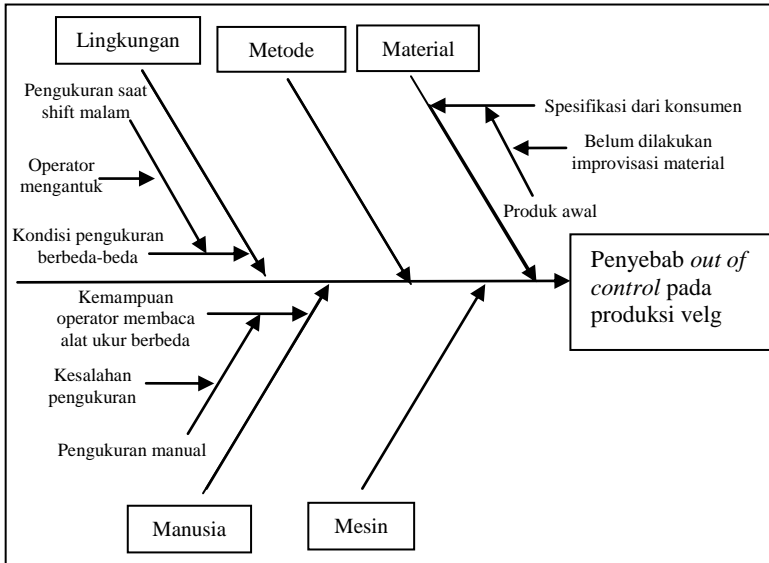 Lingkungan
Metode
Material
Pengukuran saat
shift malam
Spesifikasi dari konsumen
Belum dilakukan
improvisasi material
Operator
mengantuk
Produk awal
Kondisi pengukuran
berbeda-beda
Penyebab out of
control pada
produksi velg
Kemampuan
operator membaca
alat ukur berbeda
Kesalahan
pengukuran
Pengukuran manual
Manusia
Mesin